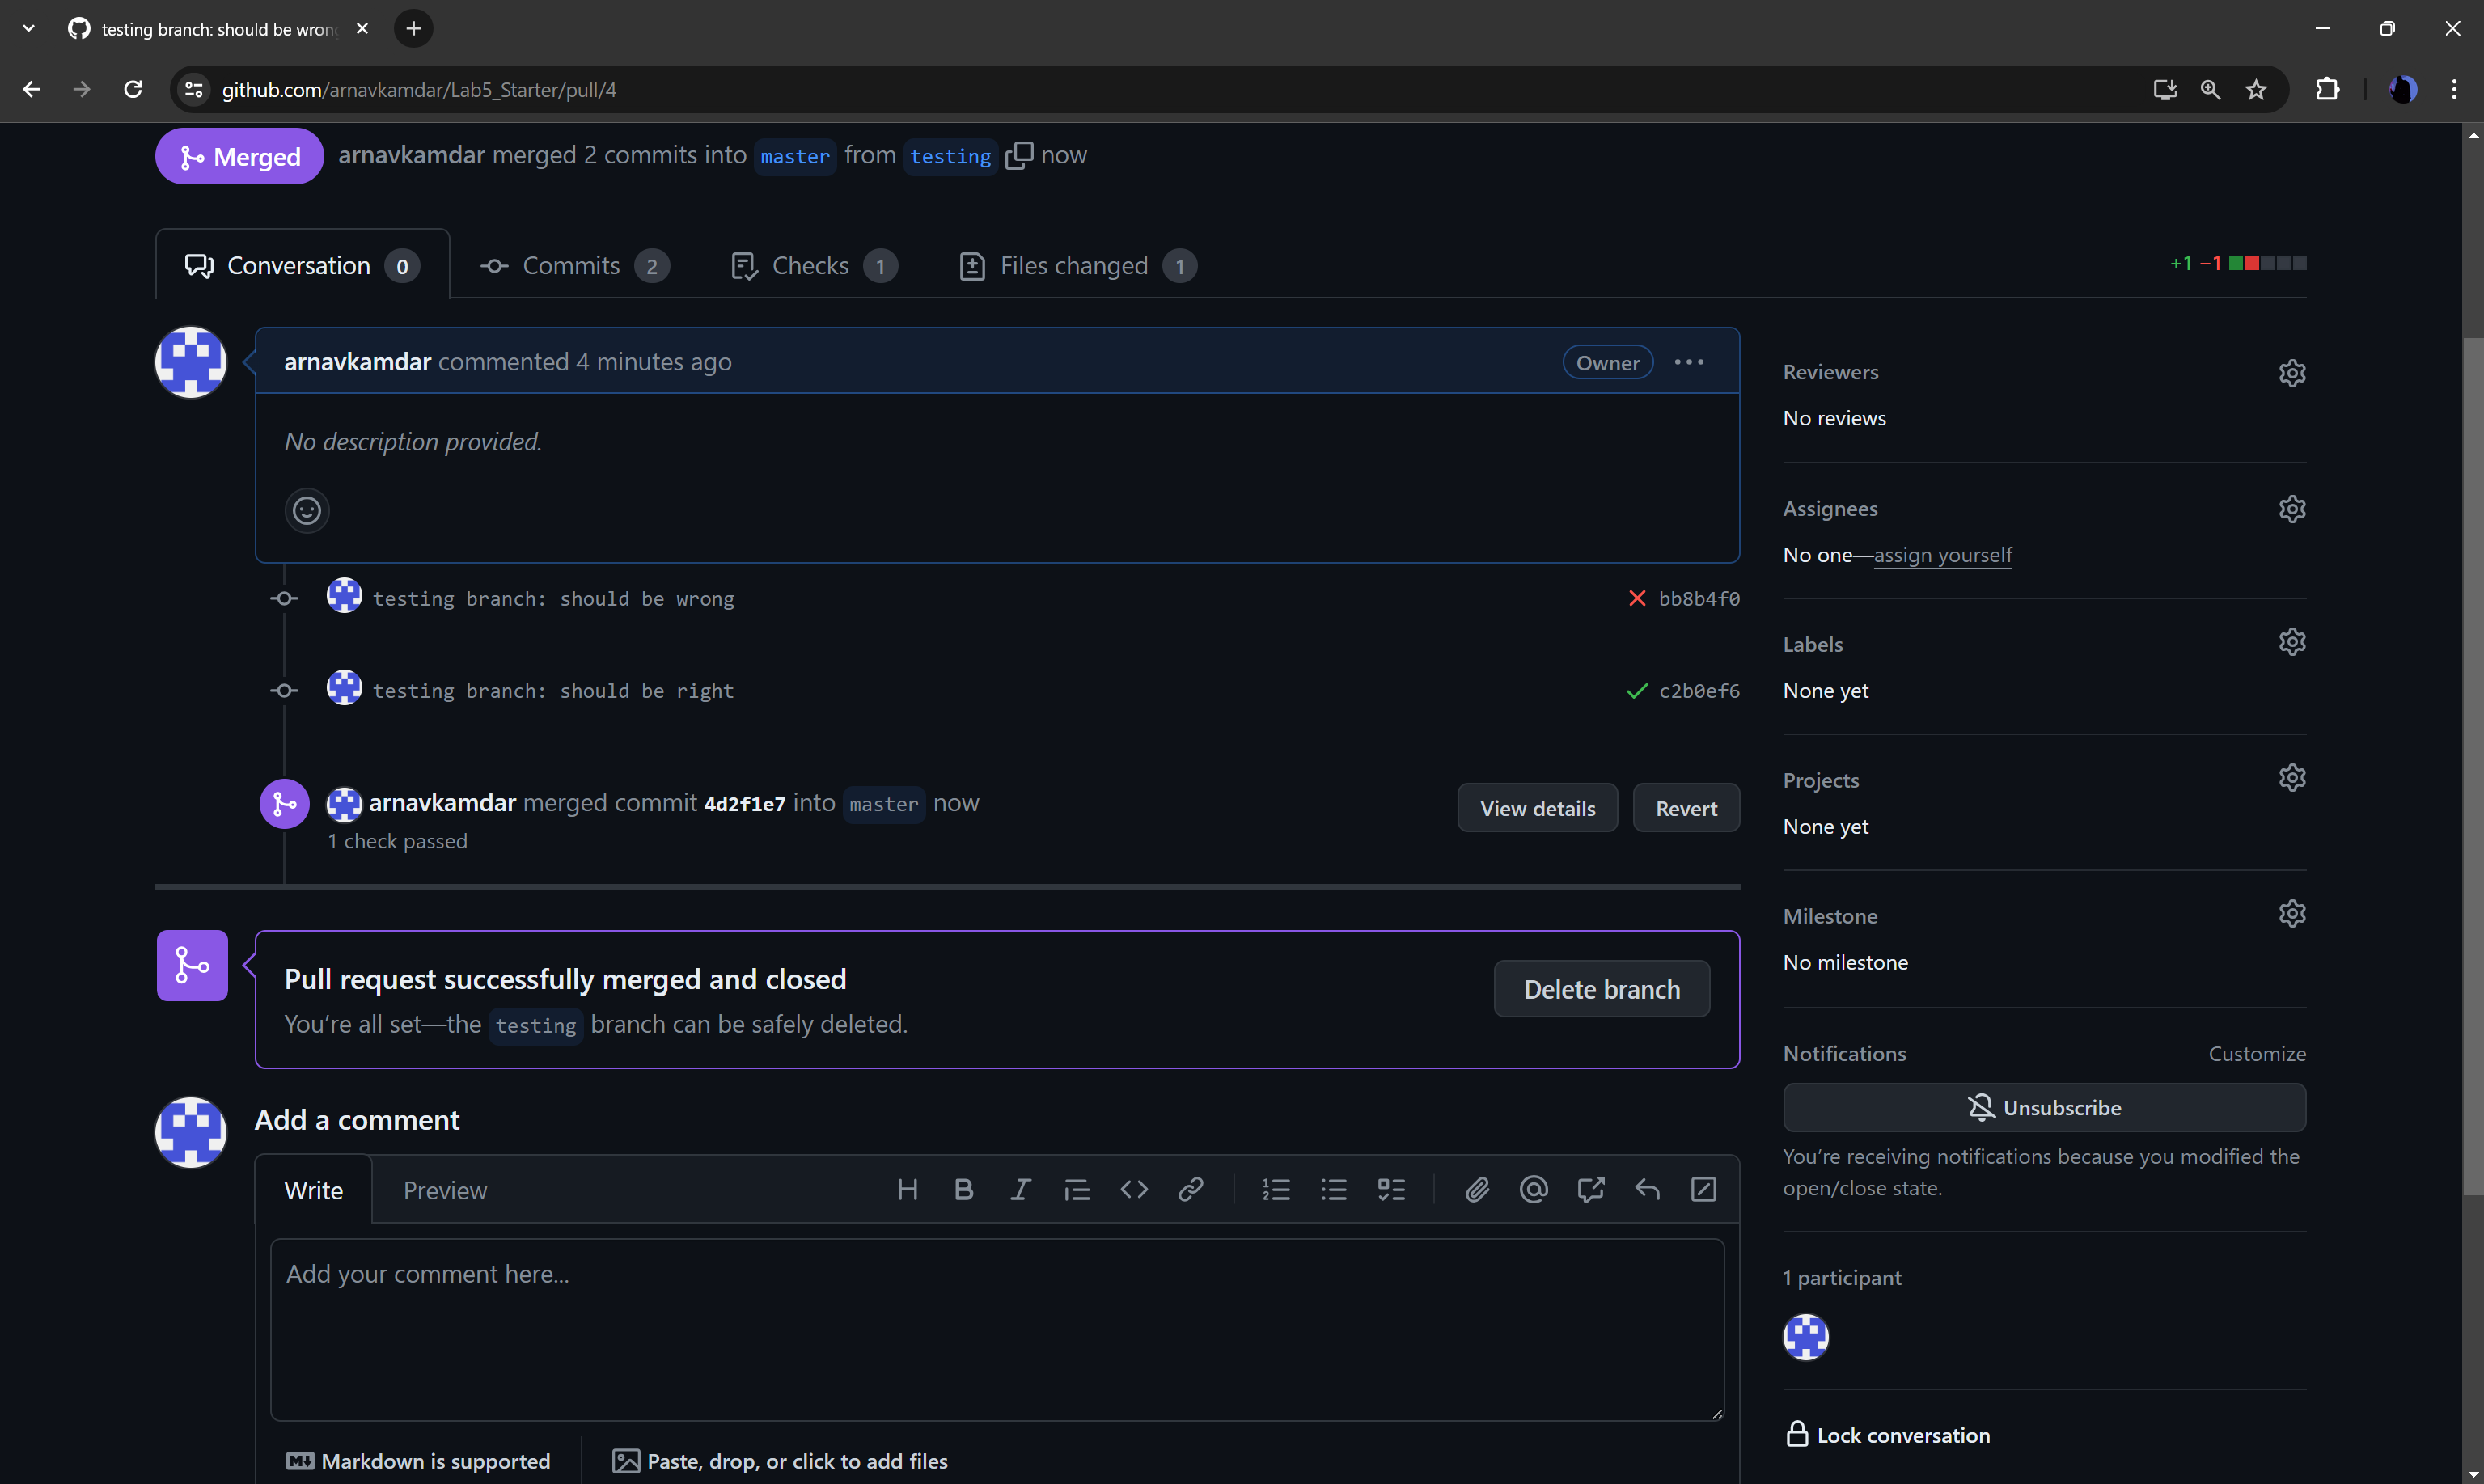 testing branch: should be wron
github.com/arnavkamdar/Lab5_Starter/pull/4
Merged arnavkamdar merged 2 commits into master from testing now
Conversation 0 Commits 2 Checks 1 Files changed 1 +1 −1
arnavkamdar commented 4 minutes ago Owner
No description provided.
testing branch: should be wrong bb8b4f0
testing branch: should be right c2b0ef6
arnavkamdar merged commit 4d2f1e7 into master now View details Revert
1 check passed
Pull request successfully merged and closed
You're all set—the testing branch can be safely deleted.
Delete branch
Add a comment
Write Preview
Add your comment here...
Markdown is supported Paste, drop, or click to add files
Reviewers
No reviews
Assignees
No one—assign yourself
Labels
None yet
Projects
None yet
Milestone
No milestone
Notifications Customize
Unsubscribe
You're receiving notifications because you modified the
open/close state.
1 participant
Lock conversation